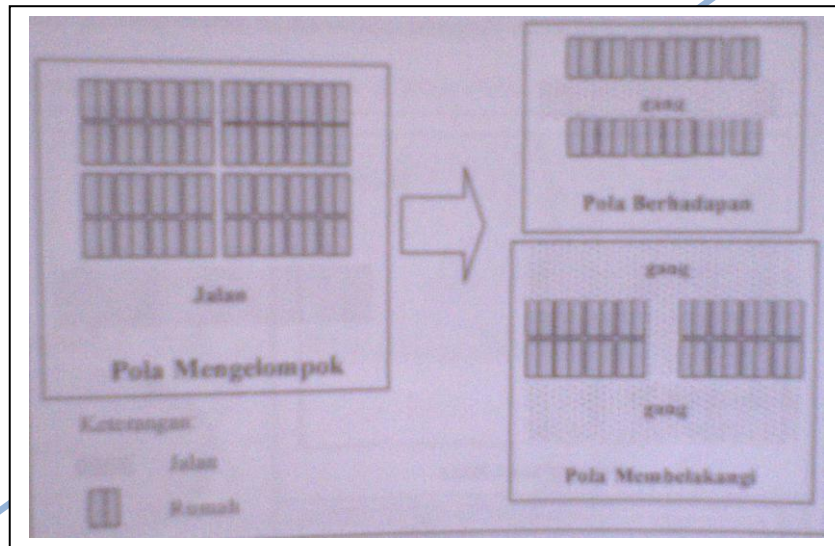 Jalan
Pola Mengelompok
Keterangan:
Jalan
Rumah
gang
Pola Berhadapan
gang
gang
Pola Membelakangi